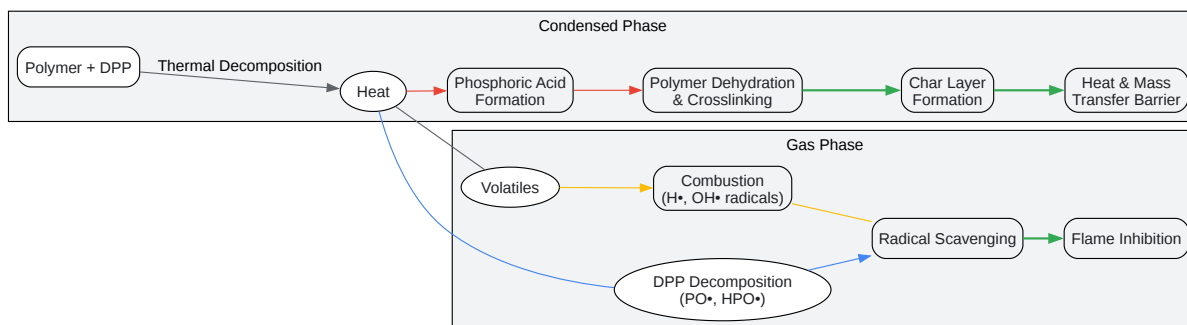 Condensed Phase
Polymer + DPP
Thermal Decomposition
Heat
Phosphoric Acid
Formation
Polymer Dehydration
& Crosslinking
Char Layer
Formation
Heat & Mass
Transfer Barrier
Gas Phase
Volatiles
Combustion
(H•, OH• radicals)
Radical Scavenging
Flame Inhibition
DPP Decomposition
(PO•, HPO•)